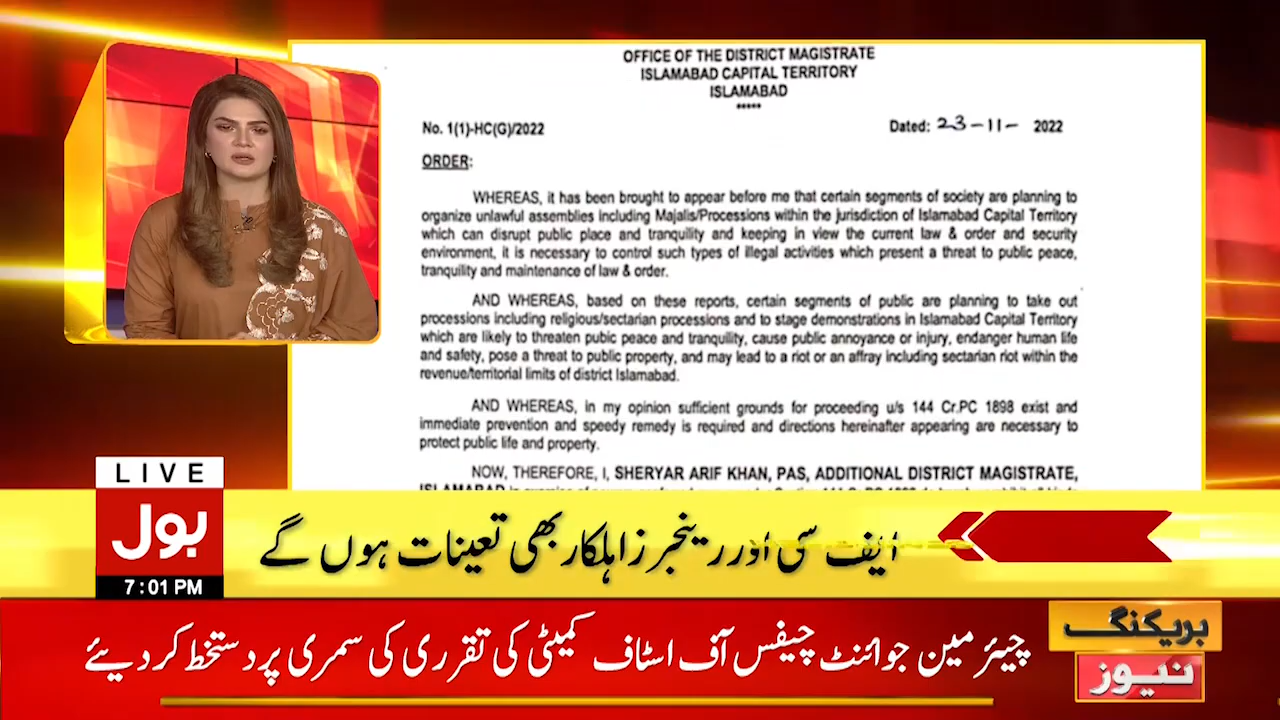 OFFICE OF THE DISTRICT MAGISTRATE
ISLAMABAD CAPITAL TERRITORY
ISLAMABAD
*****
No. 1(1)-HC(G)/2022
Dated: 23-11- 2022
ORDER:
WHEREAS, it has been brought to appear before me that certain segments of society are planning to
organize unlawful assemblies including Majalis/Processions within the jurisdiction of Islamabad Capital Territory
which can disrupt public place and tranquility and keeping in view the current law & order and security
environment, it is necessary to control such types of illegal activities which present a threat to public peace,
tranquility and maintenance of law & order.
AND WHEREAS, based on these reports, certain segments of public are planning to take out
processions including religious/sectarian processions and to stage demonstrations in Islamabad Capital Territory
which are likely to threaten pubic peace and tranquility, cause public annoyance or injury, endanger human life
and safety, pose a threat to public property, and may lead to a riot or an affray including sectarian riot within the
revenue/territorial limits of district Islamabad.
AND WHEREAS, in my opinion sufficient grounds for proceeding u/s 144 Cr.PC 1898 exist and
immediate prevention and speedy remedy is required and directions hereinafter appearing are necessary to
protect public life and property.
NOW, THEREFORE, I, SHERYAR ARIF KHAN, PAS, ADDITIONAL DISTRICT MAGISTRATE,
LIVE
بول
7:01 PM
ایف سی اور رینجرز اہلکار بھی تعینات ہوں گے
بریکنگ
نیوز
چیئرمین جوائنٹ چیفس آف اسٹاف کمیٹی کی تقرری کی سمری پر دستخط کر دیئے